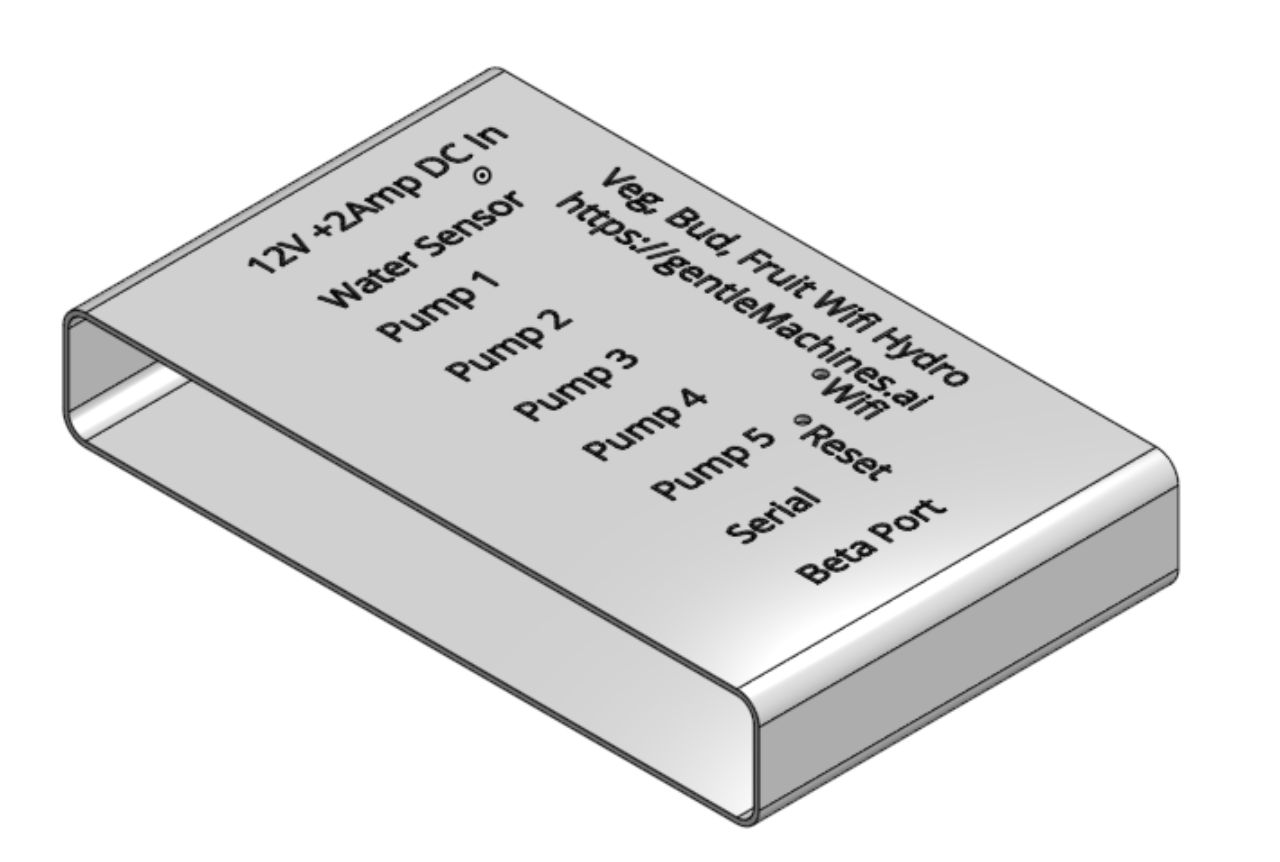 12V +2Amp DC In
Water Sensor
Pump 1
Pump 2
Pump 3
Pump 4
Pump 5
Serial
Beta Port
Veg, Bud, Fruit Wifi Hydro
https://gentleMachines.ai
Wifi
Reset